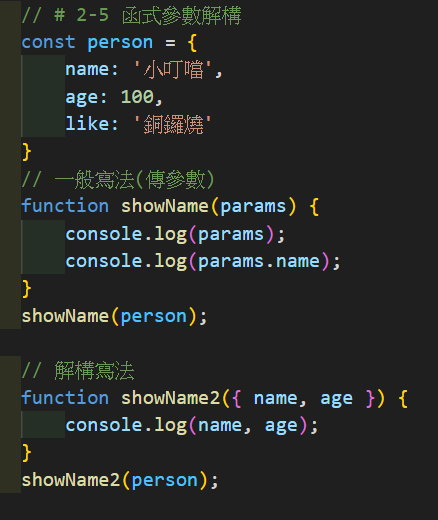 // # 2-5 函式參數解構
const person = {
    name: '小叮噹',
    age: 100,
    like: '銅鑼燒'
}
// 一般寫法(傳參數)
function showName(params) {
    console.log(params);
    console.log(params.name);
}
showName(person);

// 解構寫法
function showName2({ name, age }) {
    console.log(name, age);
}
showName2(person);